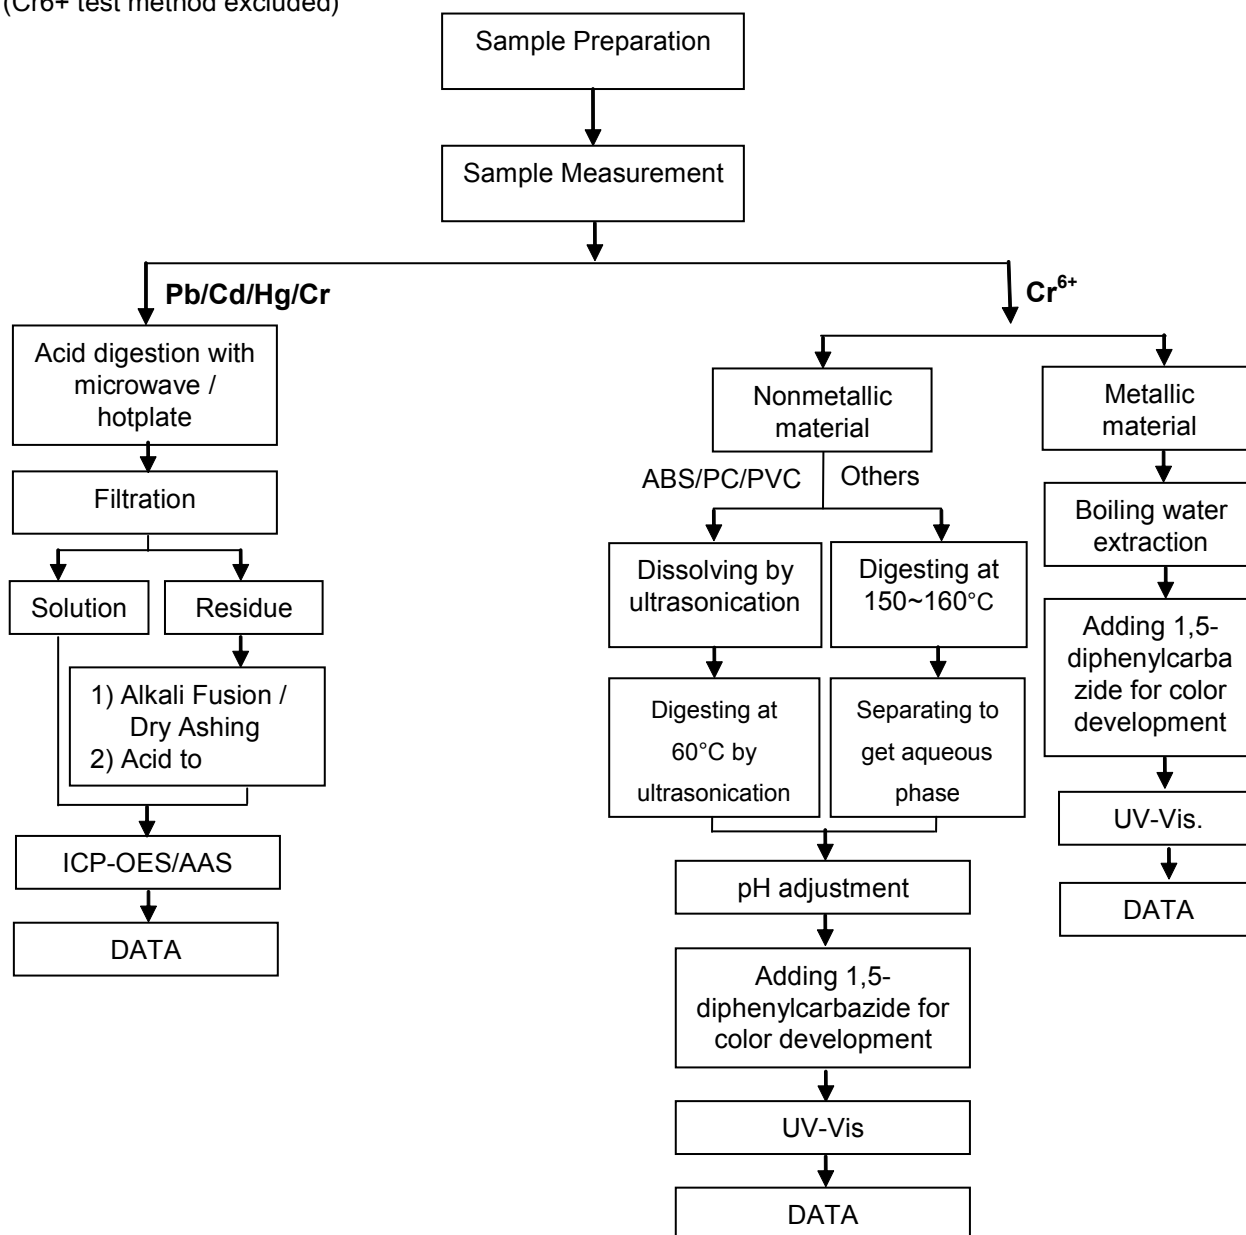 (Cr6+ test method excluded)
Sample Preparation
Sample Measurement
Pb/Cd/Hg/Cr
Acid digestion with
microwave /
hotplate
Filtration
Solution
Residue
1) Alkali Fusion /
Dry Ashing
2) Acid to
ICP-OES/AAS
DATA
Cr6+
Nonmetallic
material
ABS/PC/PVC
Others
Dissolving by
ultrasonication
Digesting at
60°C by
ultrasonication
Digesting at
150~160°C
Separating to
get aqueous
phase
pH adjustment
Adding 1,5-
diphenylcarbazide for
color development
UV-Vis
DATA
Metallic
material
Boiling water
extraction
Adding 1,5-
diphenylcarba
zide for color
development
UV-Vis.
DATA